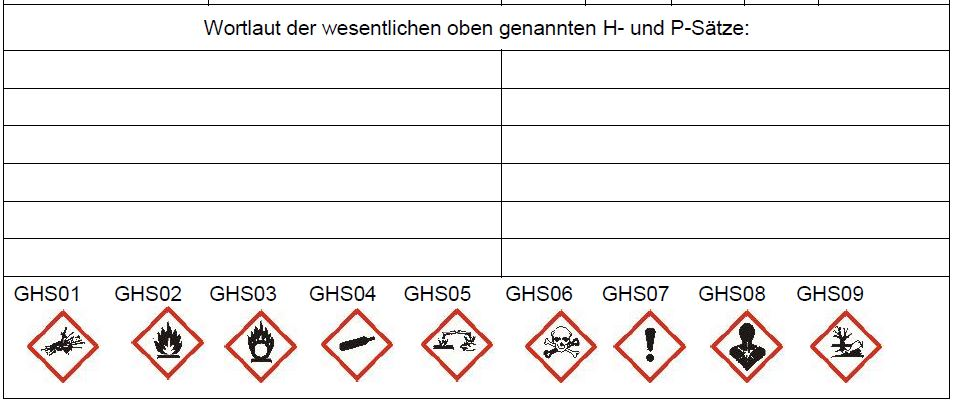 Wortlaut der wesentlichen oben genannten H- und P-Sätze:
GHS01 GHS02 GHS03 GHS04 GHS05 GHS06 GHS07 GHS08 GHS09